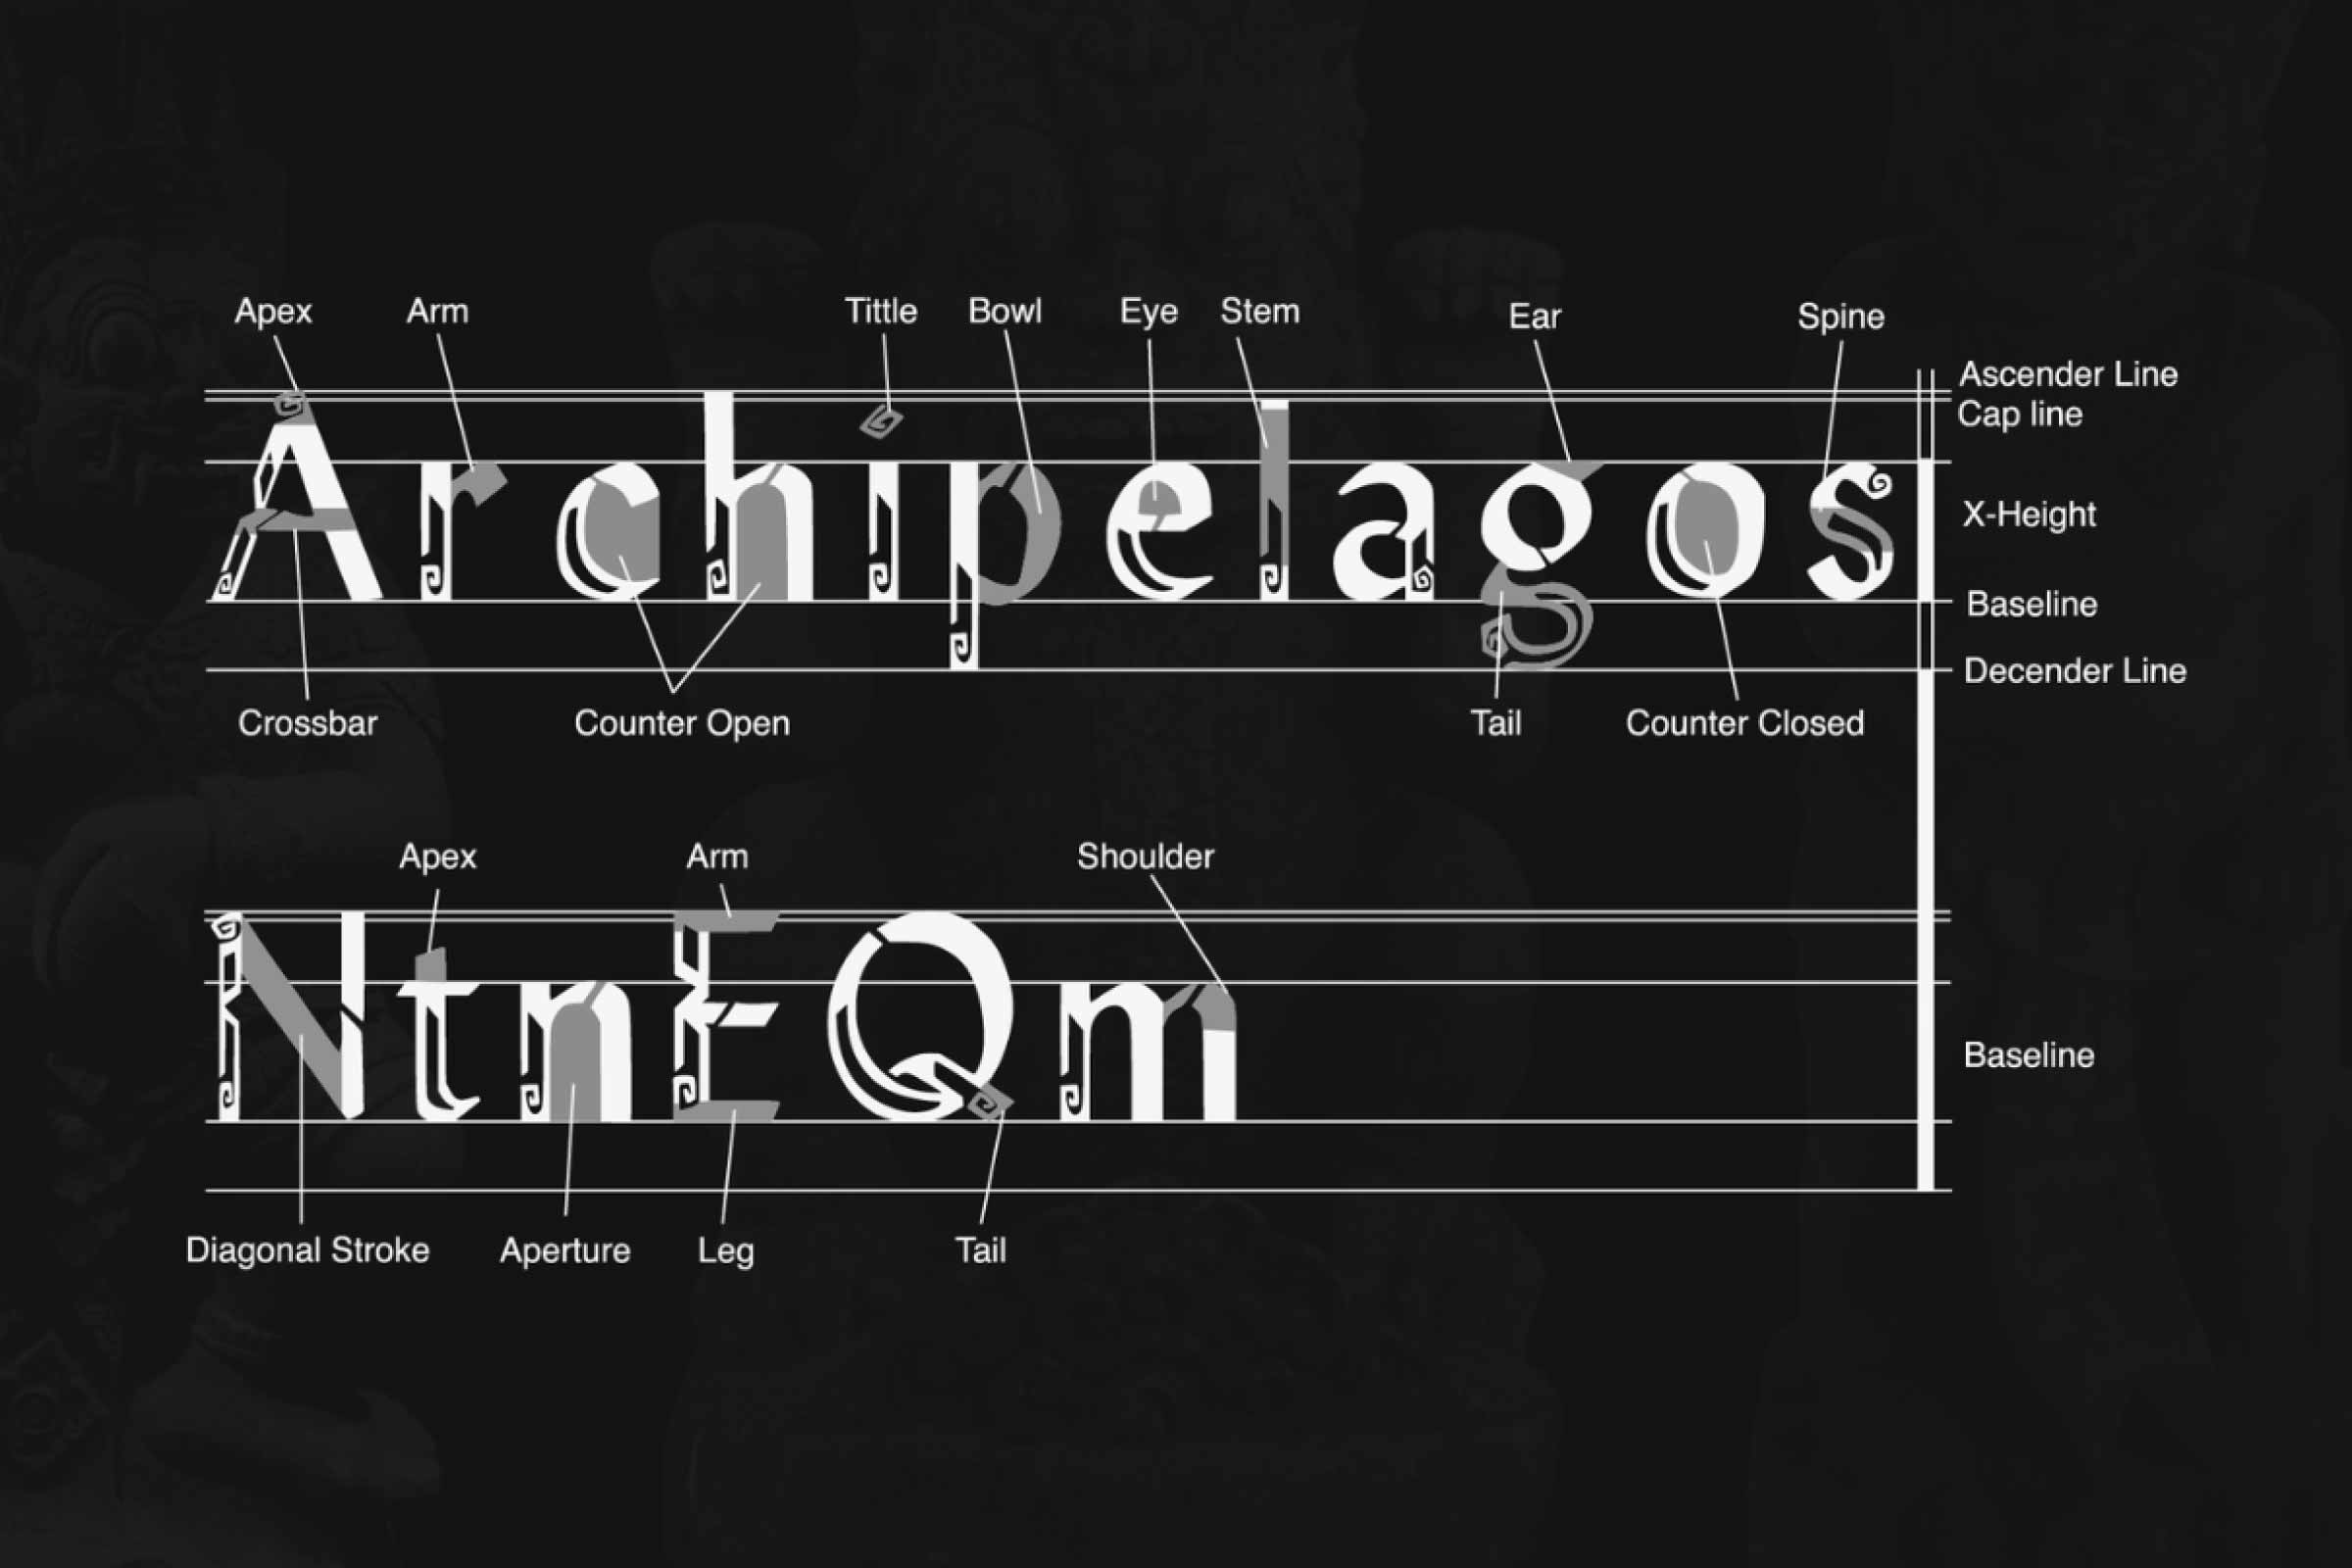 Apex Arm Tittle Bowl Eye Stem Ear Spine
Ascender Line
Cap line
Archipelagos
X-Height
Baseline
Decender Line
Crossbar Counter Open Tail Counter Closed
Apex Arm Shoulder
NtnEQm
Baseline
Diagonal Stroke Aperture Leg Tail